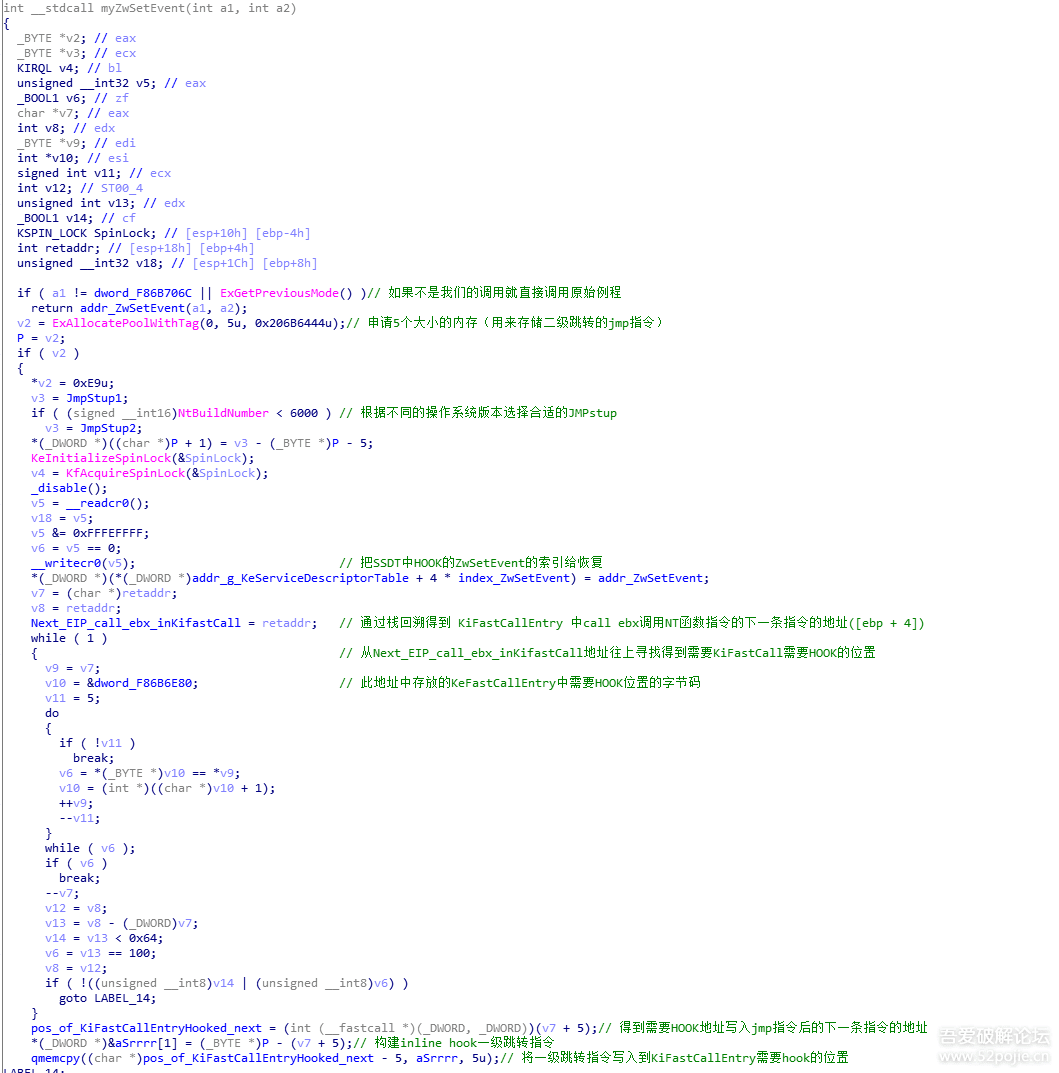 int __stdcall myZwSetEvent(int a1, int a2)
{
  _BYTE *v2; // eax
  _BYTE *v3; // ecx
  KIRQL v4; // bl
  unsigned __int32 v5; // eax
  _BOOL1 v6; // zf
  char *v7; // eax
  int v8; // edx
  _BYTE *v9; // edi
  int *v10; // esi
  signed int v11; // ecx
  int v12; // ST00_4
  unsigned int v13; // edx
  _BOOL1 v14; // cf
  KSPIN_LOCK SpinLock; // [esp+10h] [ebp-4h]
  int retaddr; // [esp+18h] [ebp+4h]
  unsigned __int32 v18; // [esp+1Ch] [ebp+8h]

  if ( a1 != dword_F86B706C || ExGetPreviousMode() )// 如果不是我们的调用就直接调用原始例程
    return addr_ZwSetEvent(a1, a2);
  v2 = ExAllocatePoolWithTag(0, 5u, 0x206B6444u);// 申请5个大小的内存（用来存储二级跳转的jmp指令）
  P = v2;
  if ( v2 )
  {
    *v2 = 0xE9u;
    v3 = JmpStup1;
    if ( (signed __int16)NtBuildNumber < 6000 ) // 根据不同的操作系统版本选择合适的JMPstup
      v3 = JmpStup2;
    *(_DWORD *)((char *)P + 1) = v3 - (_BYTE *)P - 5;
    KeInitializeSpinLock(&SpinLock);
    v4 = KfAcquireSpinLock(&SpinLock);
    _disable();
    v5 = __readcr0();
    v18 = v5;
    v5 &= 0xFFFEFFFF;
    v6 = v5 == 0;
    __writecr0(v5);                             // 把SSDT中HOOK的ZwSetEvent的索引给恢复
    *(_DWORD *)(*(_DWORD *)addr_g_KeServiceDescriptorTable + 4 * index_ZwSetEvent) = addr_ZwSetEvent;
    v7 = (char *)retaddr;
    v8 = retaddr;
    Next_EIP_call_ebx_inKifastCall = retaddr;   // 通过栈回溯得到 KiFastCallEntry 中call ebx调用NT函数指令的下一条指令的地址([ebp + 4])
    while ( 1 )
    {                                           // 从Next_EIP_call_ebx_inKifastCall地址往上寻找得到需要KiFastCall需要HOOK的位置
      v9 = v7;
      v10 = &dword_F86B6E80;                    // 此地址中存放的KeFastCallEntry中需要HOOK位置的字节码
      v11 = 5;
      do
      {
        if ( !v11 )
          break;
        v6 = *(_BYTE *)v10 == *v9;
        v10 = (int *)((char *)v10 + 1);
        ++v9;
        --v11;
      }
      while ( v6 );
      if ( v6 )
        break;
      --v7;
      v12 = v8;
      v13 = v8 - (_DWORD)v7;
      v14 = v13 < 0x64;
      v6 = v13 == 100;
      v8 = v12;
      if ( !((unsigned __int8)v14 | (unsigned __int8)v6) )
        goto LABEL_14;
    }
    pos_of_KiFastCallEntryHooked_next = (int (__fastcall *)(_DWORD, _DWORD))(v7 + 5);// 得到需要HOOK地址写入jmp指令后的下一条指令的地址
    *(_DWORD *)&aSrrrr[1] = (_BYTE *)P - (v7 + 5);// 构建inline hook一级跳转指令
    qmemcpy((char *)pos_of_KiFastCallEntryHooked_next - 5, aSrrrr, 5u);// 将一级跳转指令写入到KiFastCallEntry需要hook的位置
LABEL_14:
吾爱破解论坛
www.52pojie.cn